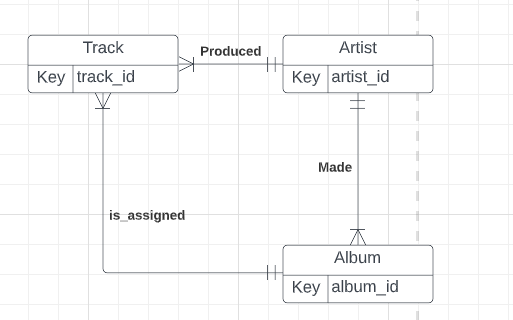 Track
Produced
Artist
Key track_id
Key artist_id
Made
is_assigned
Album
Key album_id